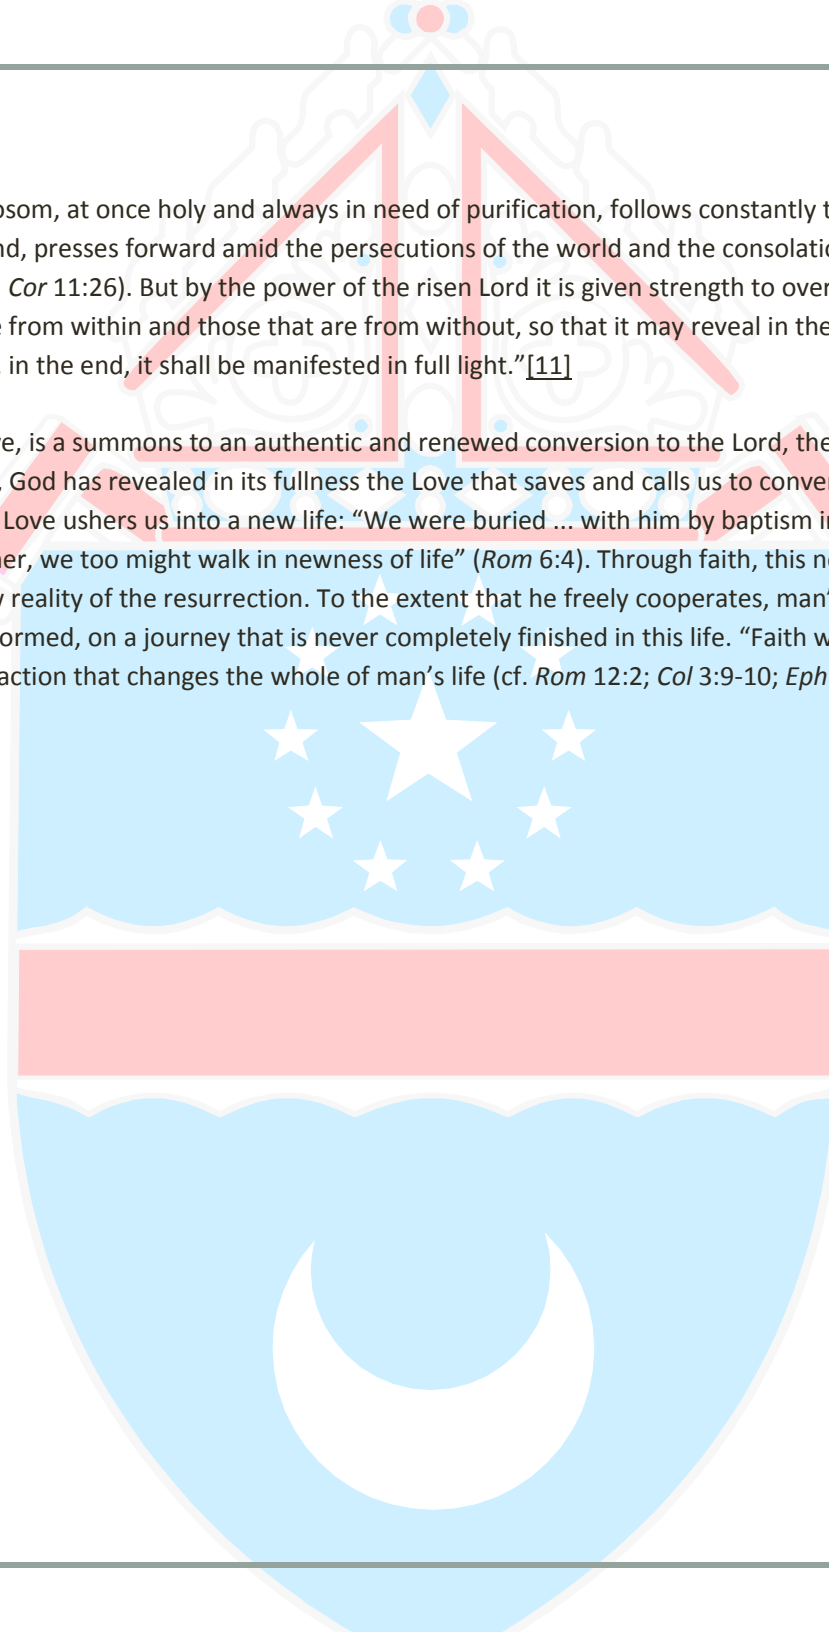 osom, at once holy and always in need of purification, follows constantly t
nd, presses forward amid the persecutions of the world and the consolatio
Cor 11:26). But by the power of the risen Lord it is given strength to over
e from within and those that are from without, so that it may reveal in the
in the end, it shall be manifested in full light.”[11]
ve, is a summons to an authentic and renewed conversion to the Lord, the
, God has revealed in its fullness the Love that saves and calls us to conver
Love ushers us into a new life: “We were buried ... with him by baptism in
her, we too might walk in newness of life” (Rom 6:4). Through faith, this ne
w reality of the resurrection. To the extent that he freely cooperates, man’
ormed, on a journey that is never completely finished in this life. “Faith w
action that changes the whole of man’s life (cf. Rom 12:2; Col 3:9-10; Eph